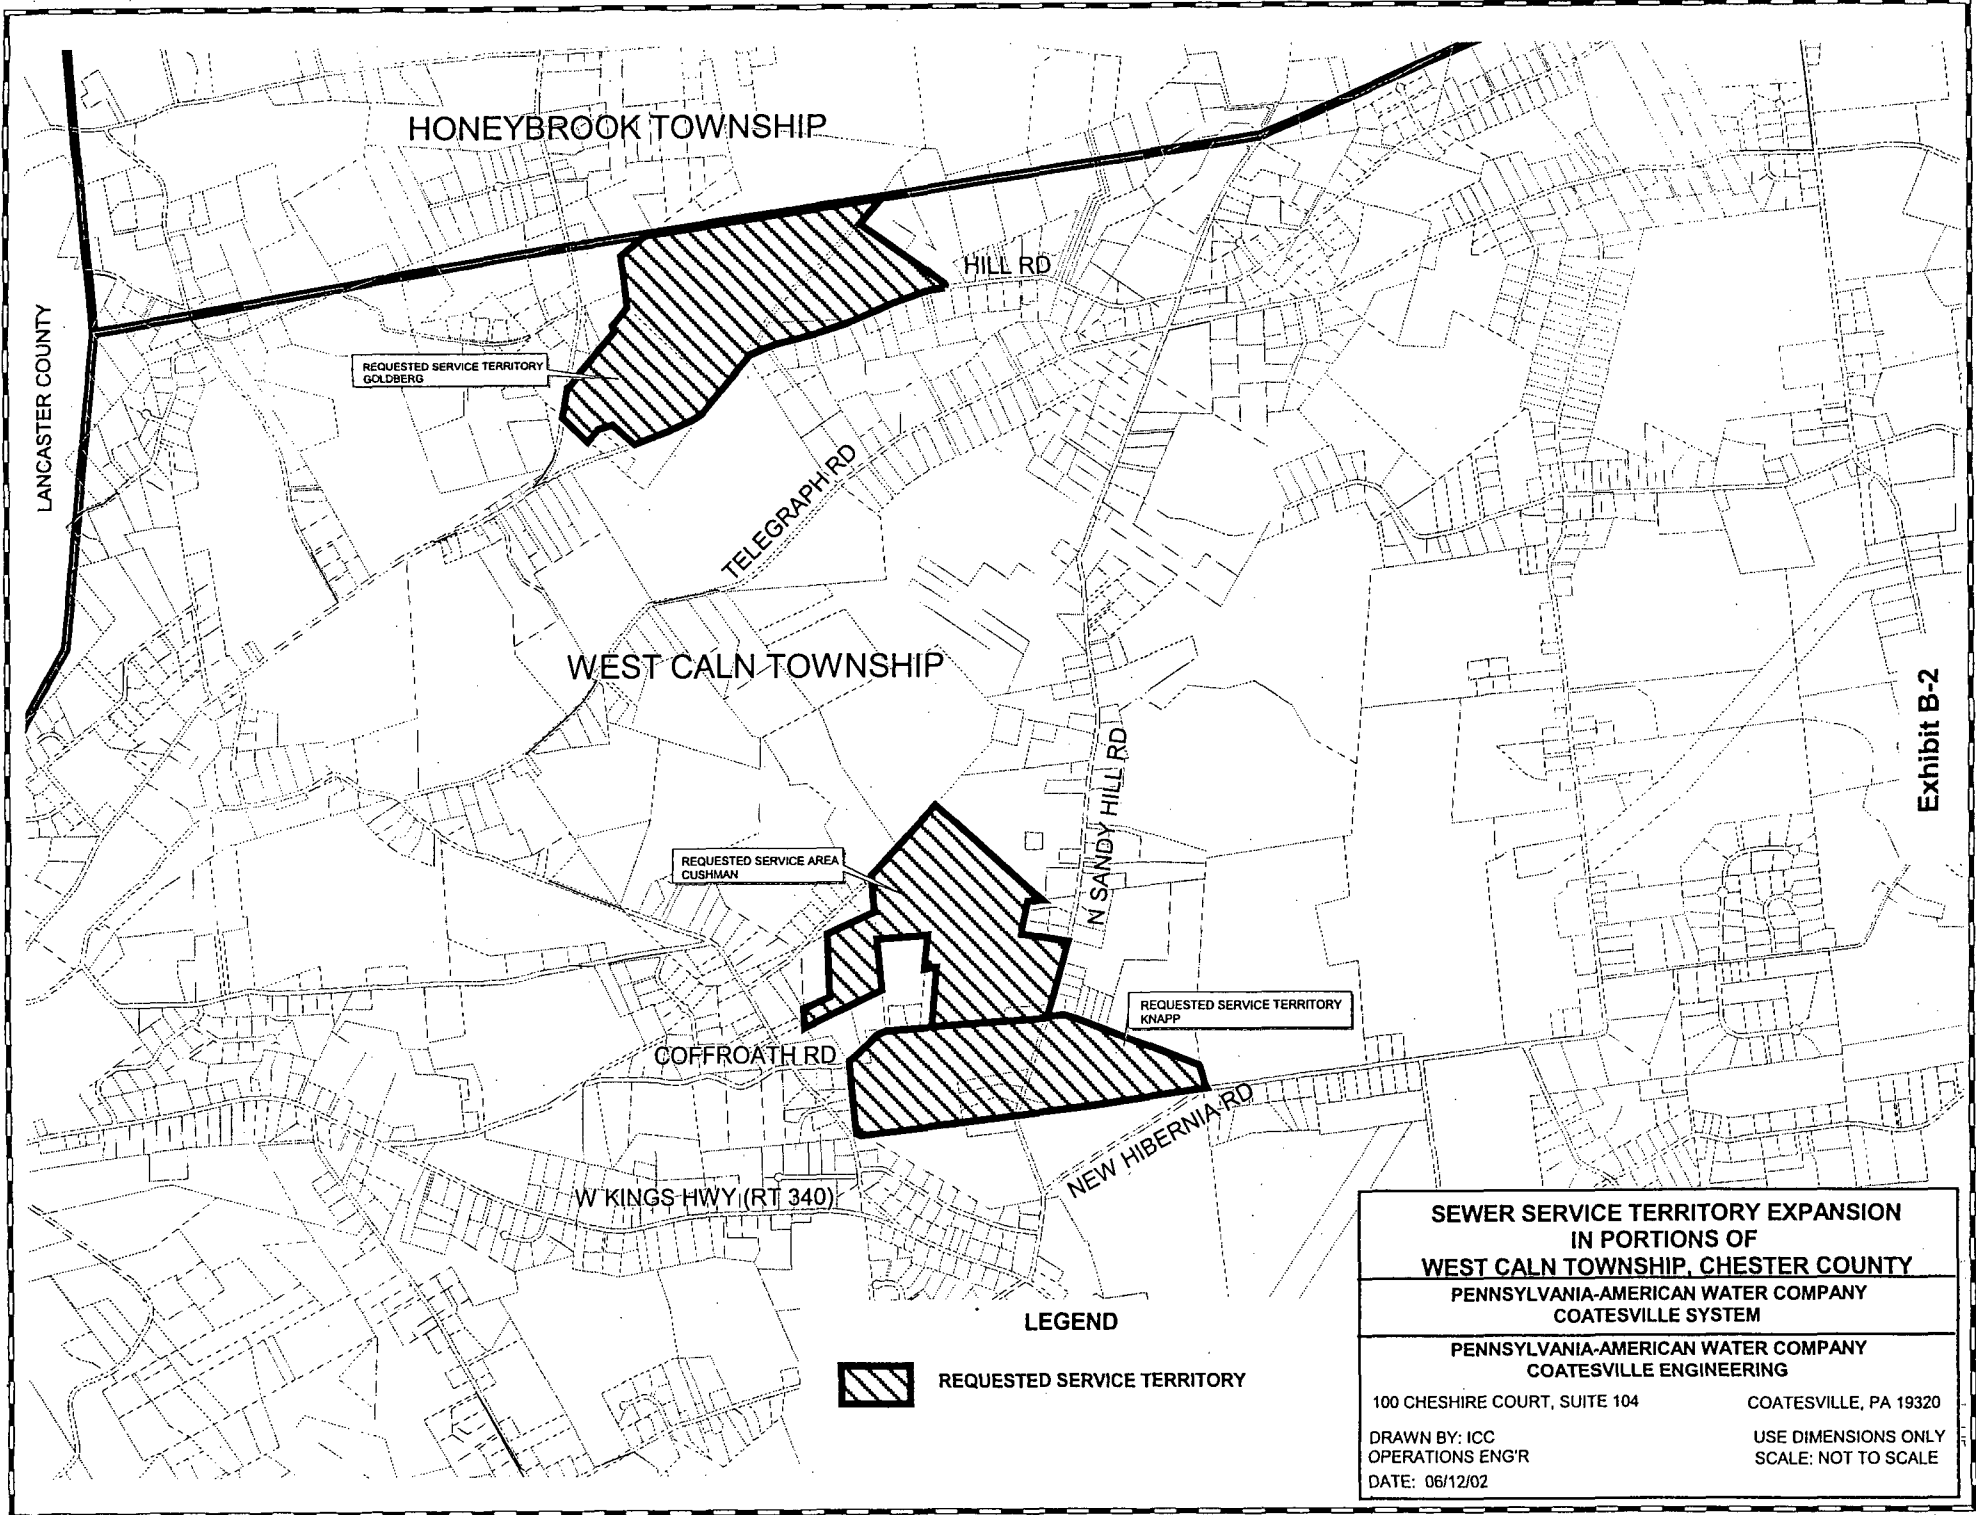 HONEYBROOK TOWNSHIP
HILL RD
LANCASTER COUNTY
REQUESTED SERVICE TERRITORY
GOLDBERG
TELEGRAPH RD
WEST CALN TOWNSHIP
Exhibit B-2
N SANDY HILL RD
REQUESTED SERVICE AREA
CUSHMAN
REQUESTED SERVICE TERRITORY
KNAPP
COFFROATH RD
NEW HIBERNIA RD
W KINGS HWY (RT 340)
LEGEND
REQUESTED SERVICE TERRITORY
SEWER SERVICE TERRITORY EXPANSION
IN PORTIONS OF
WEST CALN TOWNSHIP, CHESTER COUNTY
PENNSYLVANIA-AMERICAN WATER COMPANY
COATESVILLE SYSTEM
PENNSYLVANIA-AMERICAN WATER COMPANY
COATESVILLE ENGINEERING
100 CHESHIRE COURT, SUITE 104 COATESVILLE, PA 19320
DRAWN BY: ICC USE DIMENSIONS ONLY
OPERATIONS ENG'R SCALE: NOT TO SCALE
DATE: 06/12/02